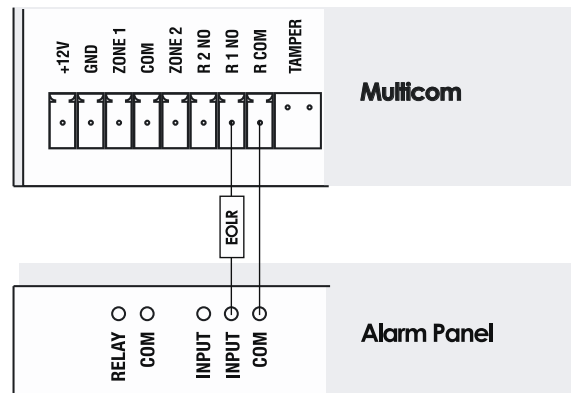 +12V
GND
ZONE 1
COM
ZONE 2
R 2 NO
R 1 NO
R COM
TAMPER
Multicom
EOLR
RELAY
COM
INPUT
INPUT
COM
Alarm Panel